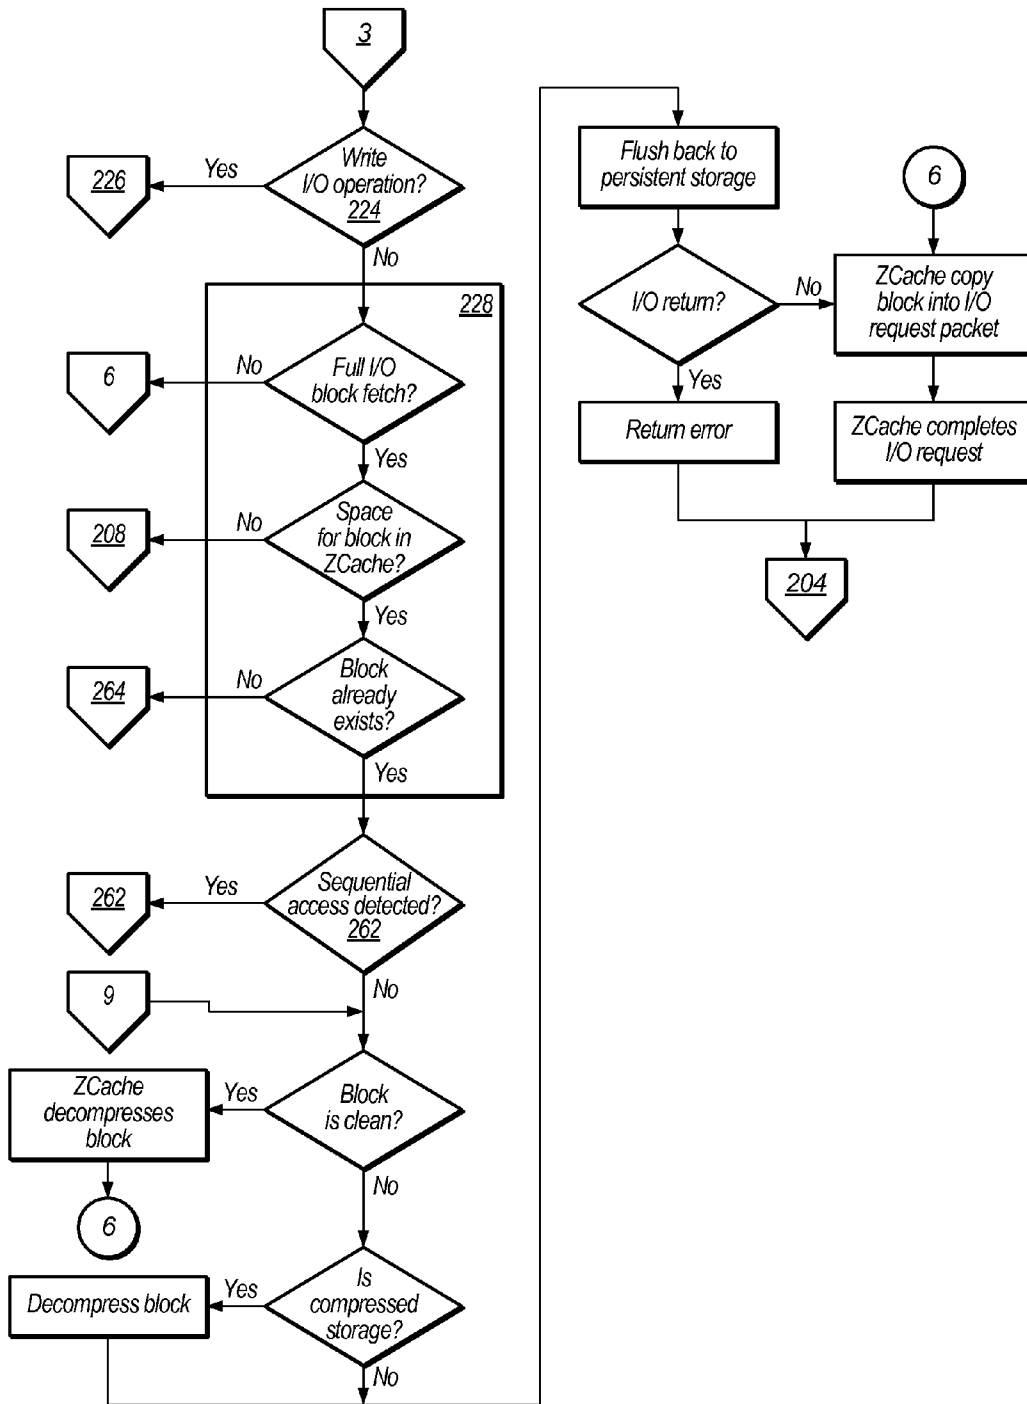 3
Write
I/O operation?
224
Yes
226
No
228
Full I/O
block fetch?
No
6
Yes
Space
for block in
ZCache?
No
208
Yes
Block
already
exists?
No
264
Yes
Sequential
access detected?
262
Yes
262
No
9
Block
is clean?
Yes
ZCache
decompresses
block
6
No
Is
compressed
storage?
Yes
Decompress block
No
Flush back to
persistent storage
I/O return?
No
Yes
Return error
6
ZCache copy
block into I/O
request packet
ZCache completes
I/O request
204